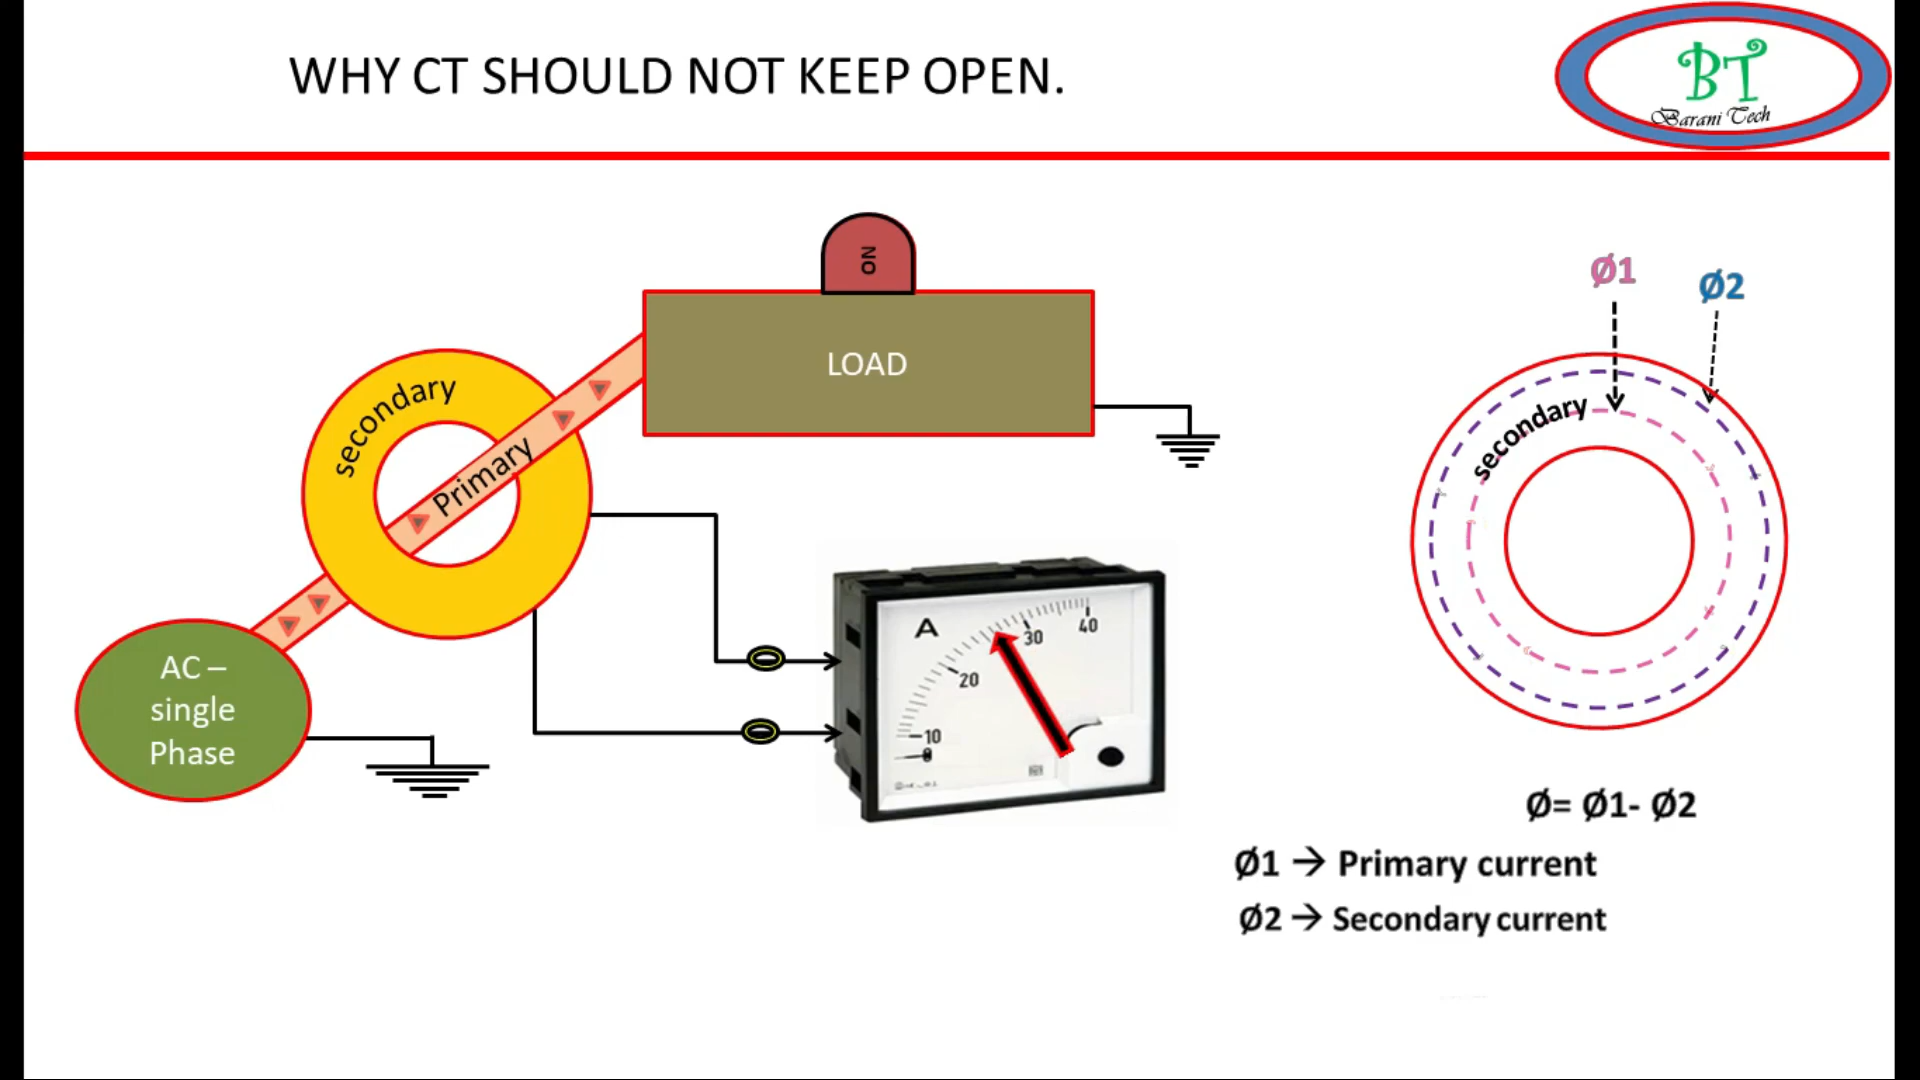 WHY CT SHOULD NOT KEEP OPEN.
BT
Barani Tech
ON
LOAD
secondary
Primary
AC –
single
Phase
A
40
30
20
10
0
Ø1
Ø2
secondary
Ø= Ø1- Ø2
Ø1 → Primary current
Ø2 → Secondary current